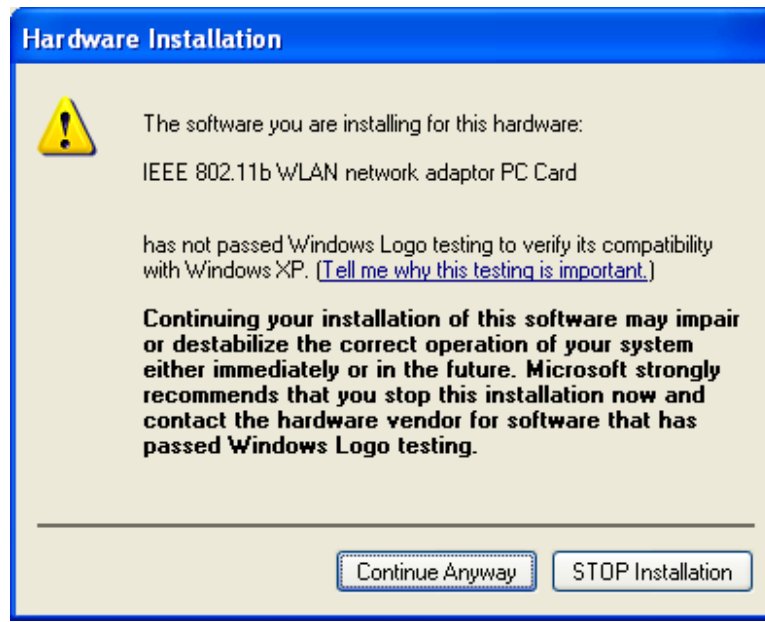 Hardware Installation
The software you are installing for this hardware:
IEEE 802.11b WLAN network adaptor PC Card
has not passed Windows Logo testing to verify its compatibility
with Windows XP. (Tell me why this testing is important.)
Continuing your installation of this software may impair
or destabilize the correct operation of your system
either immediately or in the future. Microsoft strongly
recommends that you stop this installation now and
contact the hardware vendor for software that has
passed Windows Logo testing.
Continue Anyway
STOP Installation